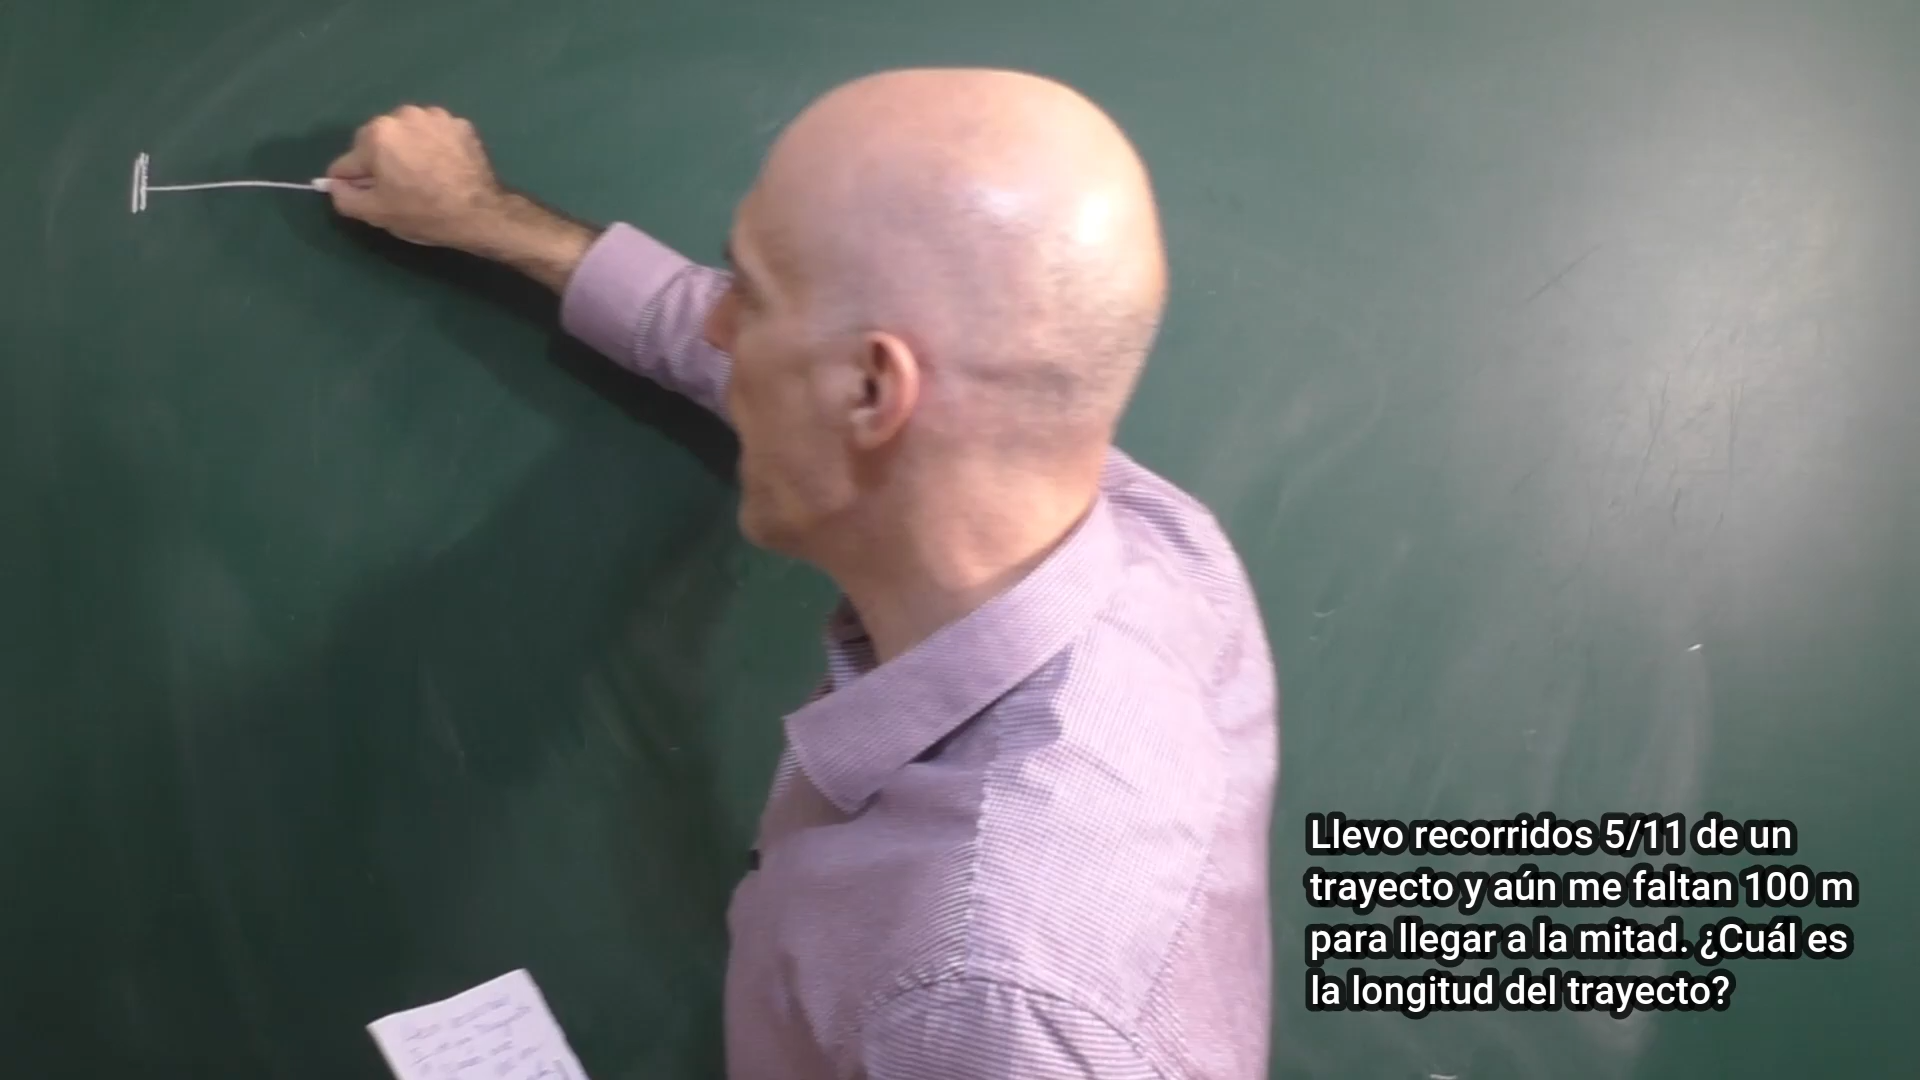 Llevo recorridos 5/11 de un
trayecto y aún me faltan 100 m
para llegar a la mitad. ¿Cuál es
la longitud del trayecto?